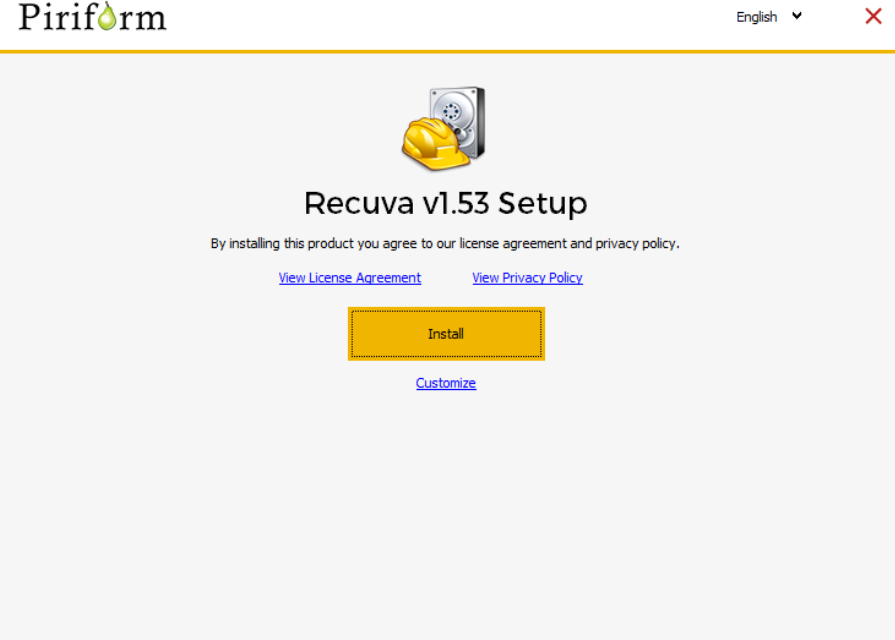 Piriform
English
Recuva v1.53 Setup
By installing this product you agree to our license agreement and privacy policy.
View License Agreement
View Privacy Policy
Install
Customize